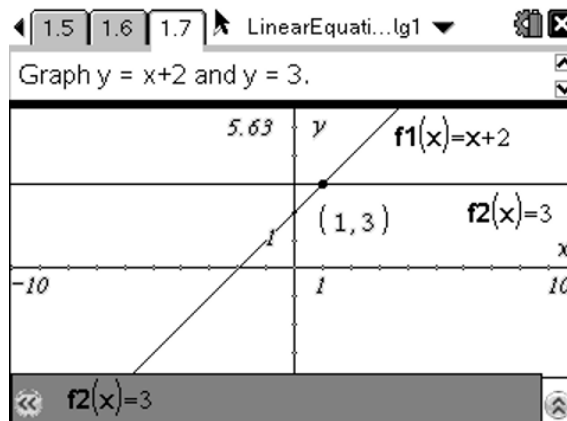 1.5 1.6 1.7 LinearEquati...lg1
Graph y = x+2 and y = 3.
5.63 y
f1(x)=x+2
(1,3)
f2(x)=3
1
x
-10 1 10
f2(x)=3